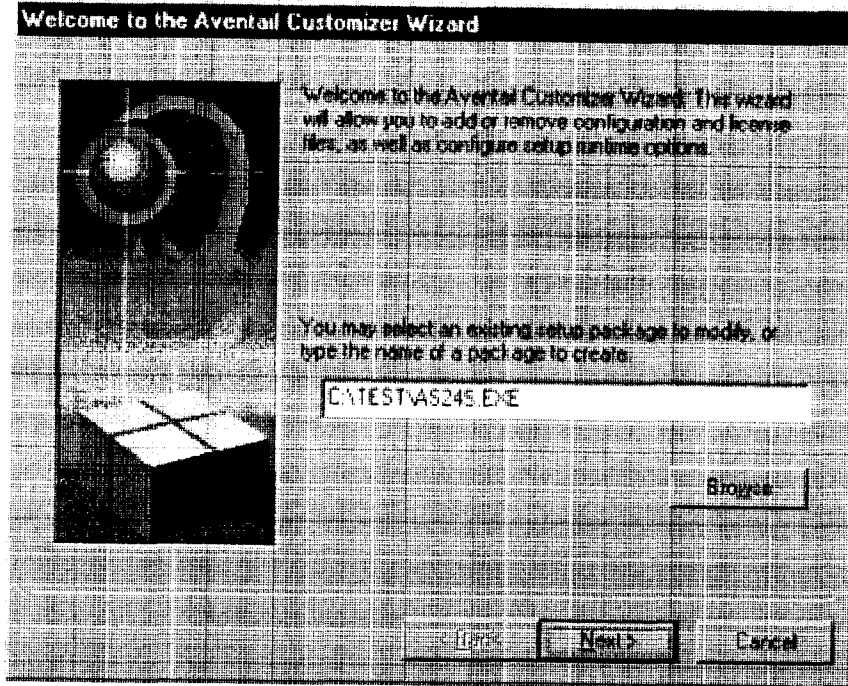 Welcome to the Aventail Customizer Wizard
Welcome to the Aventail Customizer Wizard. This wizard
will allow you to add or remove configuration and license
files, as well as configure setup runtime options.
You may select an existing setup package to modify, or
type the name of a package to create:
C:\TEST\AS24S.EXE
Browse
< Back
Next >
Cancel